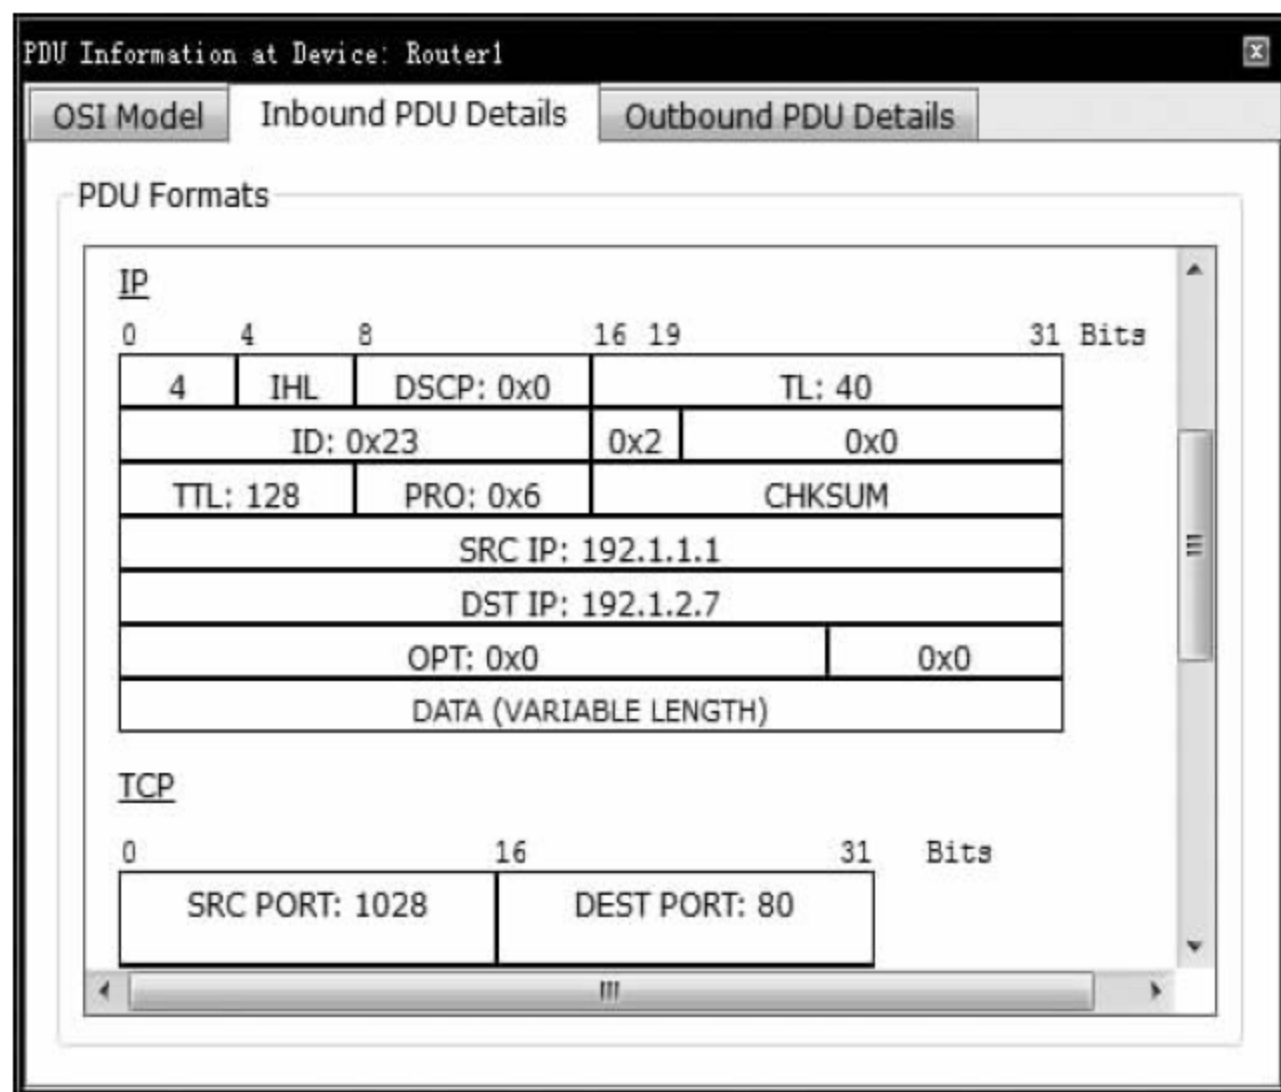 PDU Information at Device: Router1
OSI Model Inbound PDU Details Outbound PDU Details
PDU Formats
IP
0 4 8 16 19 31 Bits
4 IHL DSCP: 0x0 TL: 40
ID: 0x23 0x2 0x0
TTL: 128 PRO: 0x6 CHKSUM
SRC IP: 192.1.1.1
DST IP: 192.1.2.7
OPT: 0x0 0x0
DATA (VARIABLE LENGTH)
TCP
0 16 31 Bits
SRC PORT: 1028 DEST PORT: 80